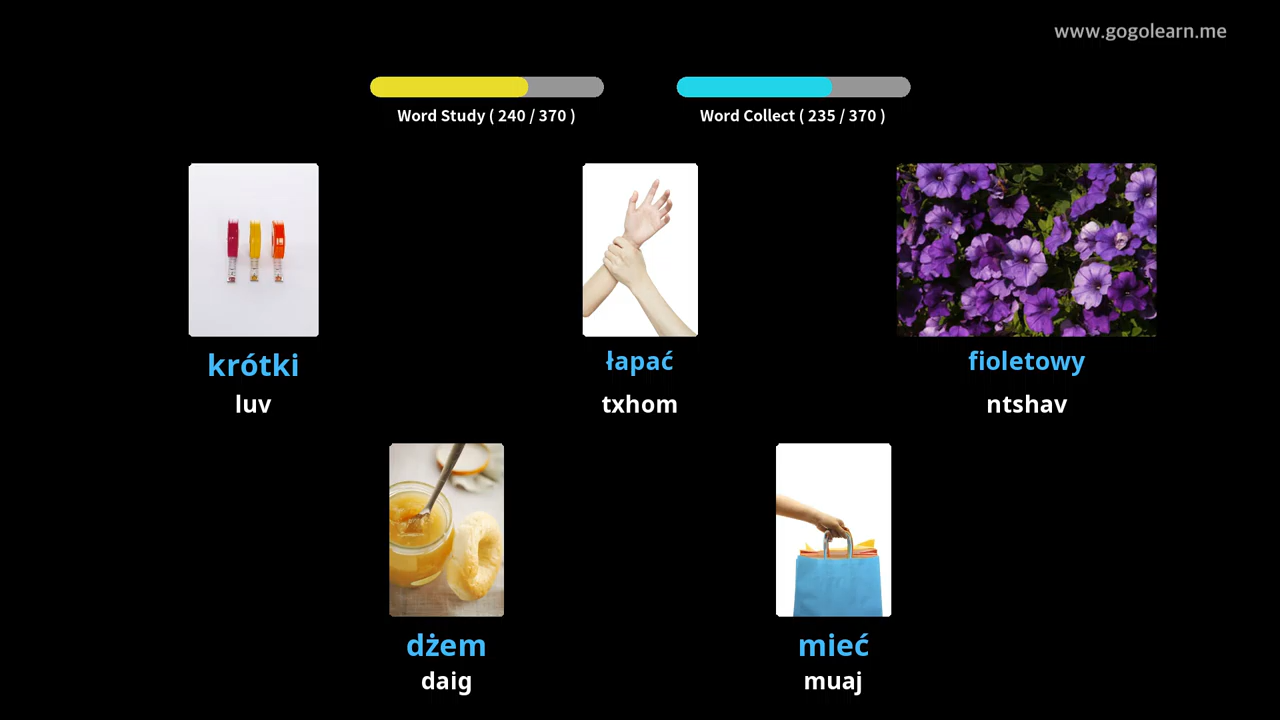 www.gogolearn.me
Word Study ( 240 / 370 )
Word Collect ( 235 / 370 )
krótki
luv
łapać
txhom
fioletowy
ntshav
dżem
daig
mieć
muaj